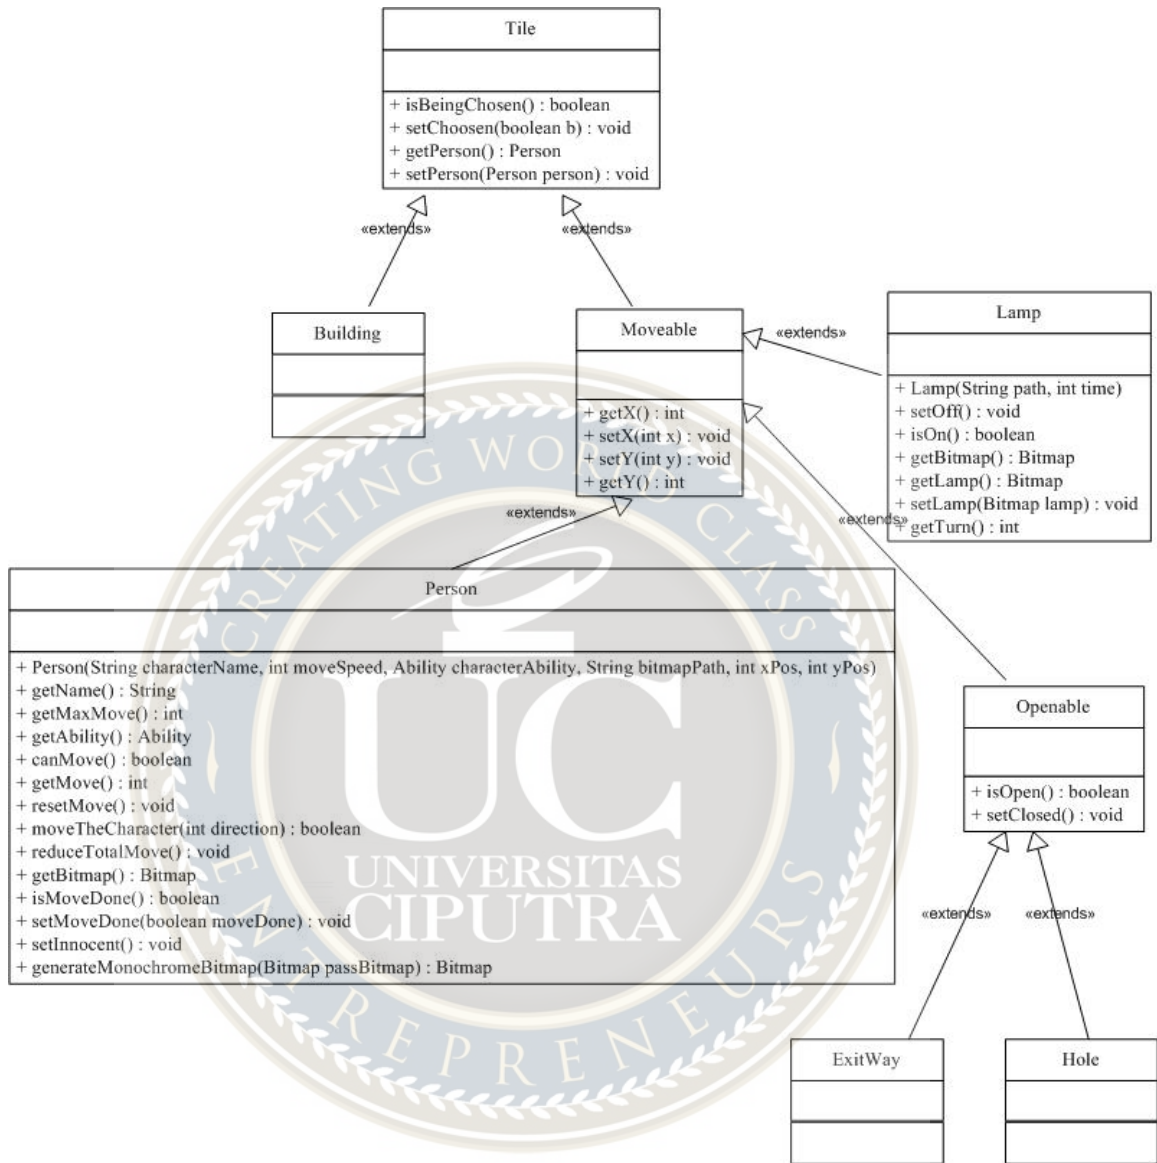 Tile
+ isBeingChosen() : boolean
+ setChoosen(boolean b) : void
+ getPerson() : Person
+ setPerson(Person person) : void
«extends»
«extends»
Building
Moveable
+ getX() : int
+ setX(int x) : void
+ setY(int y) : void
+ getY() : int
«extends»
Lamp
+ Lamp(String path, int time)
+ setOff() : void
+ isOn() : boolean
+ getBitmap() : Bitmap
+ getLamp() : Bitmap
+ setLamp(Bitmap lamp) : void
+ getTurn() : int
«extends»
«extends»
Person
+ Person(String characterName, int moveSpeed, Ability characterAbility, String bitmapPath, int xPos, int yPos)
+ getName() : String
+ getMaxMove() : int
+ getAbility() : Ability
+ canMove() : boolean
+ getMove() : int
+ resetMove() : void
+ moveTheCharacter(int direction) : boolean
+ reduceTotalMove() : void
+ getBitmap() : Bitmap
+ isMoveDone() : boolean
+ setMoveDone(boolean moveDone) : void
+ setInnocent() : void
+ generateMonochromeBitmap(Bitmap passBitmap) : Bitmap
Openable
+ isOpen() : boolean
+ setClosed() : void
«extends»
«extends»
ExitWay
Hole
CREATING WORLD CLASS
UC
UNIVERSITAS
CIPUTRA
ENTREPRENEURS